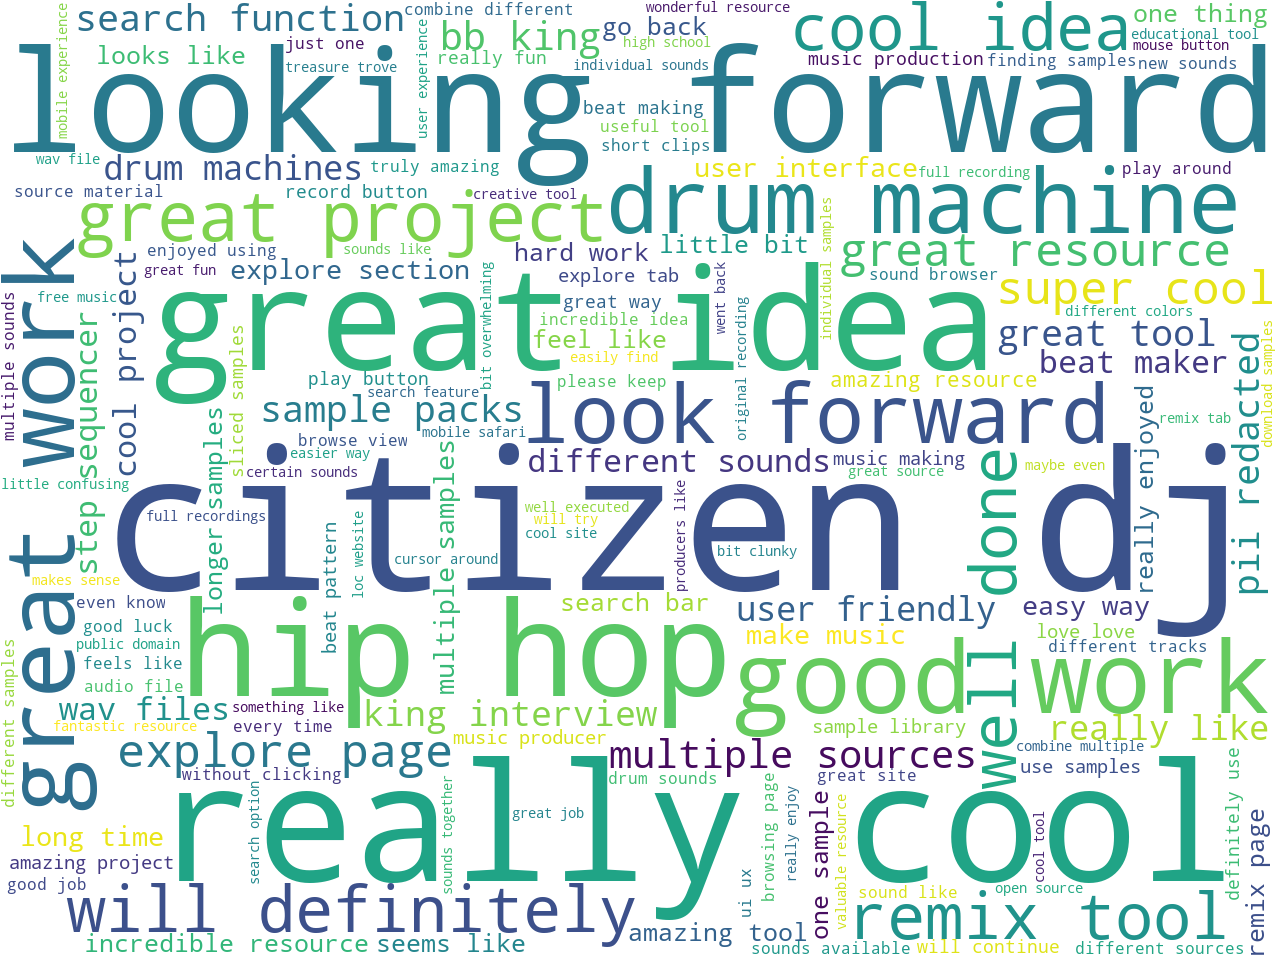 search function
combine different
wonderful resource
go back
cool idea
one thing
mobile experience
looks like
just one
treasure trove
bb king
really fun
user experience
high school
individual sounds
educational tool
mouse button
music production
finding samples
new sounds
looking forward
beat making
useful tool
short clips
wav file
drum machines
truly amazing
user interface
full recording
play around
source material
record button
creative tool
great project
drum machine
enjoyed using
sounds like
hard work
little bit
individual samples
great resource
great fun
explore section
explore tab
sound browser
cool project
free music
multiple sounds
great work
great idea
bit overwhelming
great way
went back
original recording
super cool
different colors
incredible idea
feel like
easily find
great tool
step sequencer
sliced samples
play button
search feature
please keep
amazing resource
beat maker
pii redacted
download samples
sample packs
look forward
mobile safari
browse view
easier way
certain sounds
longer samples
multiple samples
different sounds
music making
great source
maybe even
really enjoyed
remix tab
little confusing
citizen dj
full recordings
well executed
will try
cool site
producers like
bit clunky
cursor around
beat pattern
loc website
well done
makes sense
even know
good luck
public domain
feels like
audio file
hip hop
search bar
user friendly
make music
easy way
love love
different tracks
good work
different samples
wav files
something like
fantastic resource
every time
king interview
music producer
sample library
really like
explore page
without clicking
multiple sources
drum sounds
great site
combine multiple
use samples
really cool
search option
sounds together
great job
browsing page
really enjoy
one sample
valuable resource
cool tool
definitely use
remix page
long time
amazing project
good job
will definitely
ui ux
sound like
open source
remix tool
incredible resource
seems like
amazing tool
sounds available
will continue
different sources